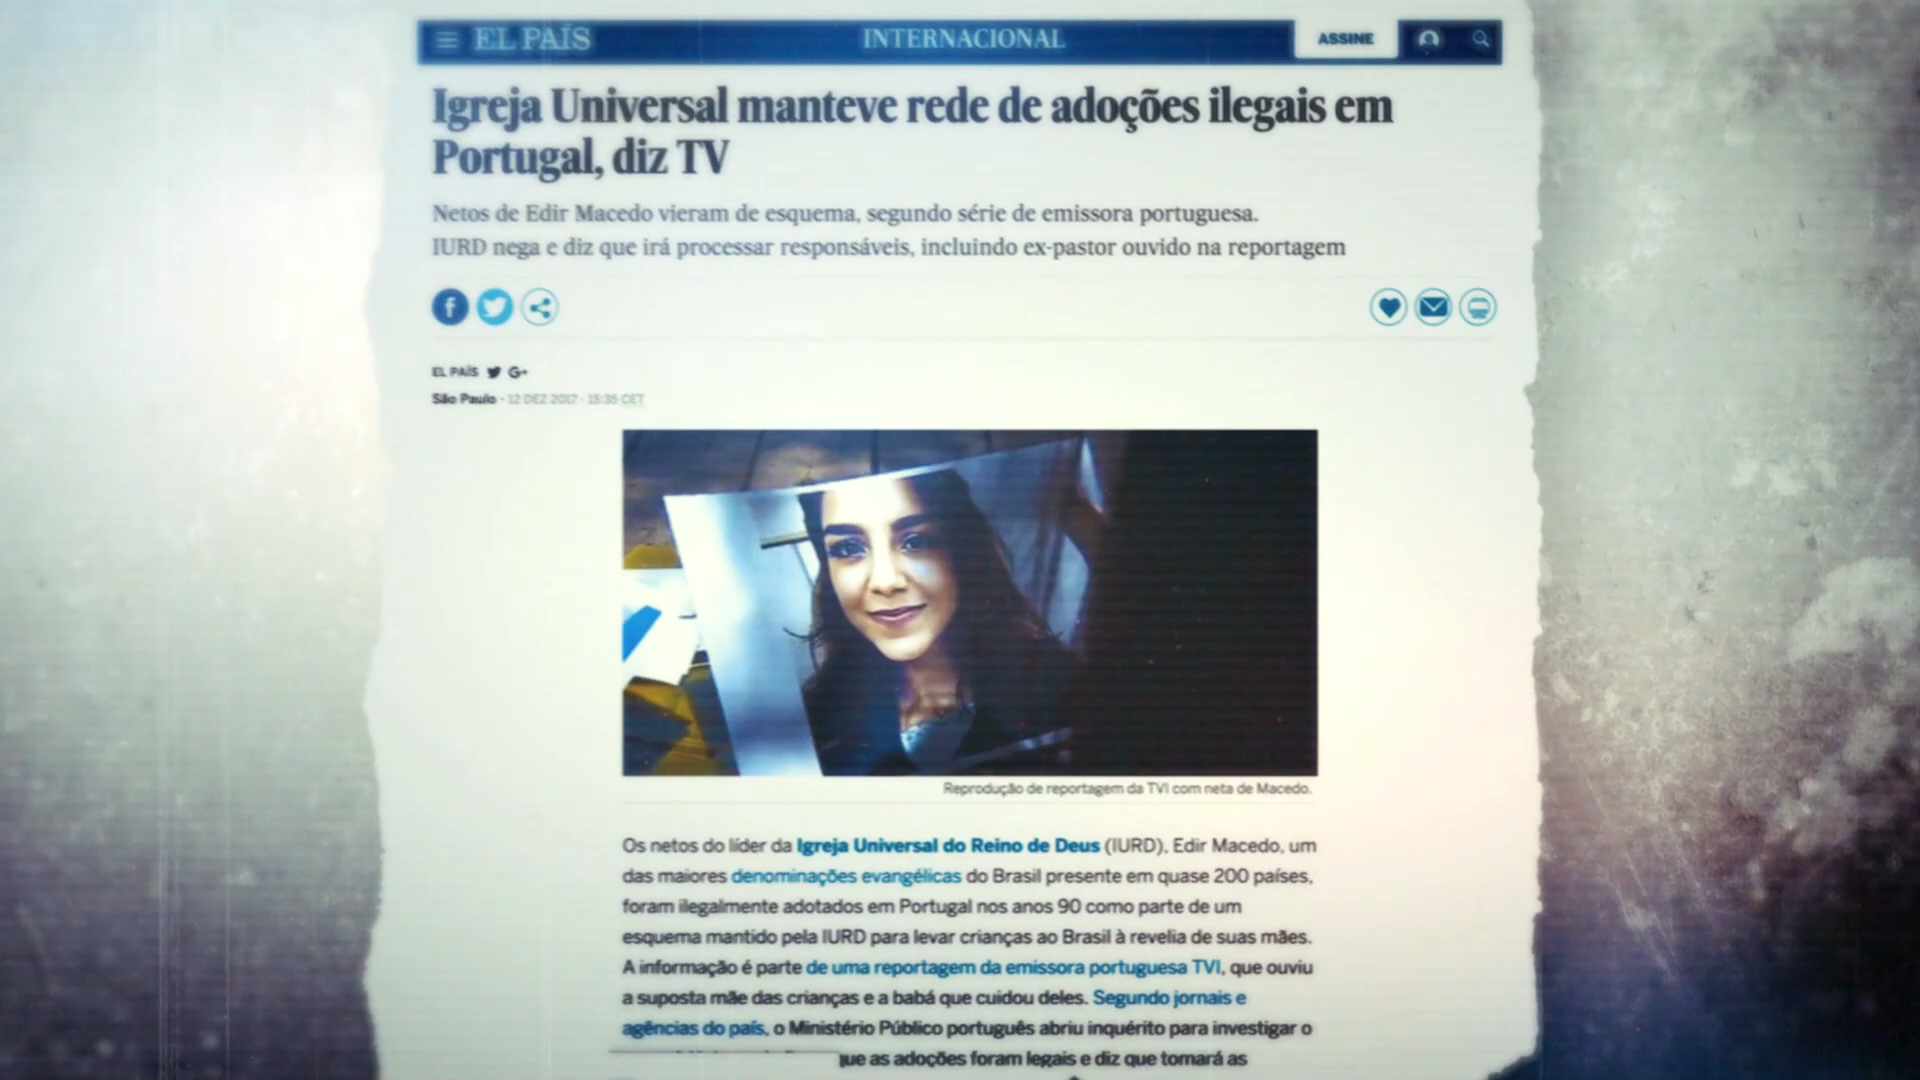 EL PAÍS
INTERNACIONAL
ASSINE
Igreja Universal manteve rede de adoções ilegais em
Portugal, diz TV
Netos de Edir Macedo vieram de esquema, segundo série de emissora portuguesa.
IURD nega e diz que irá processar responsáveis, incluindo ex-pastor ouvido na reportagem
EL PAÍS G+
São Paulo - 12 DEZ 2017 - 15:35 CET
Reprodução de reportagem da TVI com neta de Macedo.
Os netos do líder da Igreja Universal do Reino de Deus (IURD), Edir Macedo, um
das maiores denominações evangélicas do Brasil presente em quase 200 países,
foram ilegalmente adotados em Portugal nos anos 90 como parte de um
esquema mantido pela IURD para levar crianças ao Brasil à revelia de suas mães.
A informação é parte de uma reportagem da emissora portuguesa TVI, que ouviu
a suposta mãe das crianças e a babá que cuidou deles. Segundo jornais e
agências do país, o Ministério Público português abriu inquérito para investigar o
as adoções foram legais e diz que tomará as